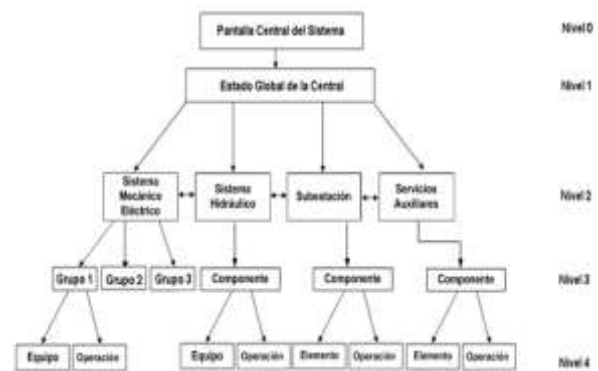 Pantalla Central del Sistema
Nivel 0
Estado Global de la Central
Nivel 1
Sistema
Mecánico
Eléctrico
Sistema
Hidráulico
Subestación
Servicios
Auxiliares
Nivel 2
Grupo 1
Grupo 2
Grupo 3
Componente
Componente
Componente
Nivel 3
Equipo
Operación
Equipo
Operación
Elemento
Operación
Elemento
Operación
Nivel 4